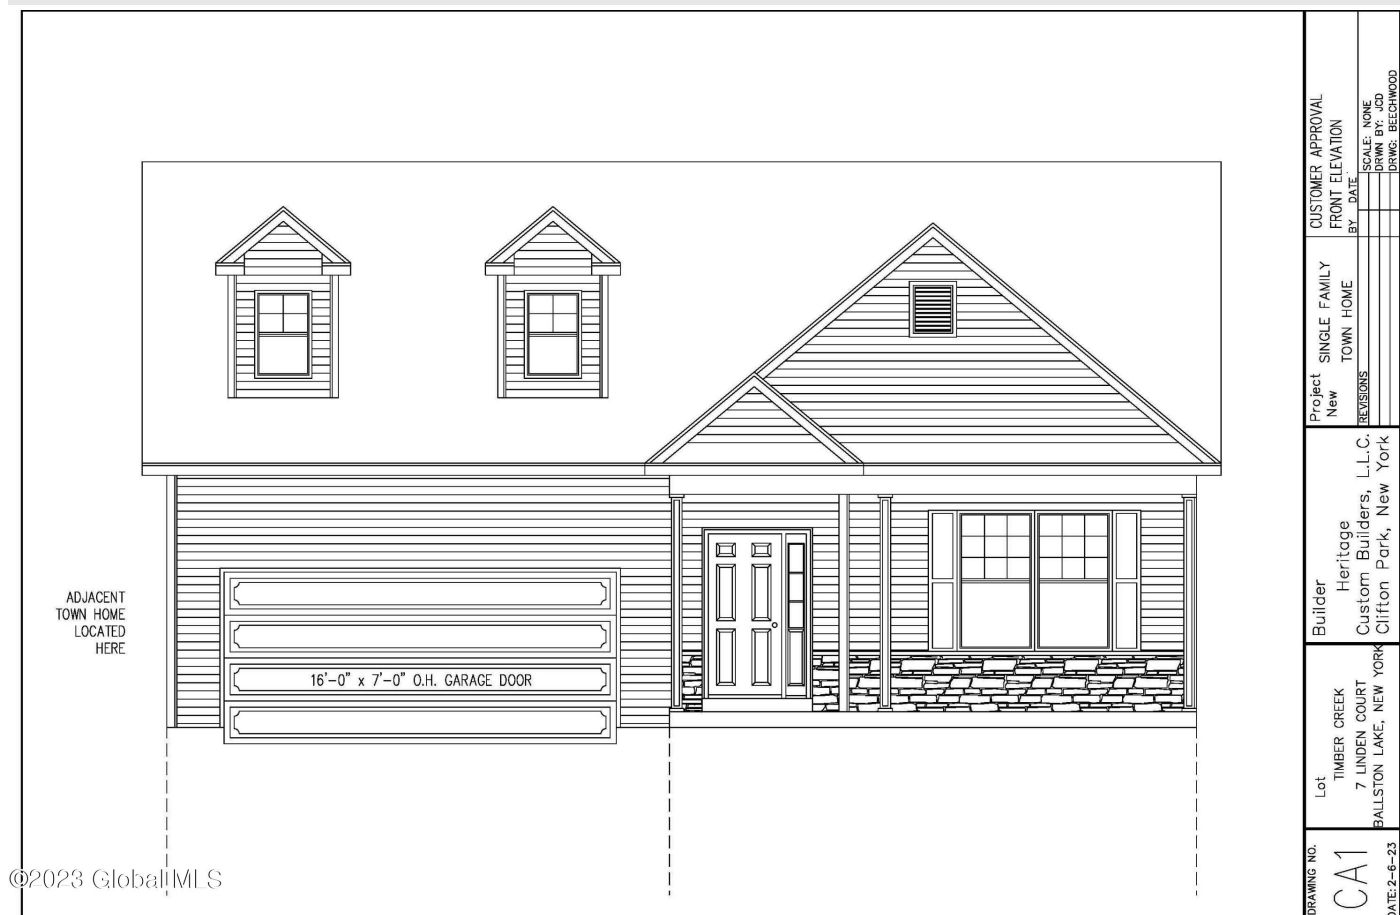 ADJACENT
TOWN HOME
LOCATED
HERE
16'-0" x 7'-0" O.H. GARAGE DOOR
©2023 GlobalMLS
CUSTOMER APPROVAL
FRONT ELEVATION
BY DATE
SCALE: NONE
DRWN BY: JCD
DRWG: BEECHWOOD
Project
New
SINGLE FAMILY
TOWN HOME
REVISIONS
Builder
Heritage
Custom Builders, L.L.C.
Clifton Park, New York
Lot
TIMBER CREEK
7 LINDEN COURT
BALLSTON LAKE, NEW YORK
DRAWING NO.
CA1
DATE: 2-6-23